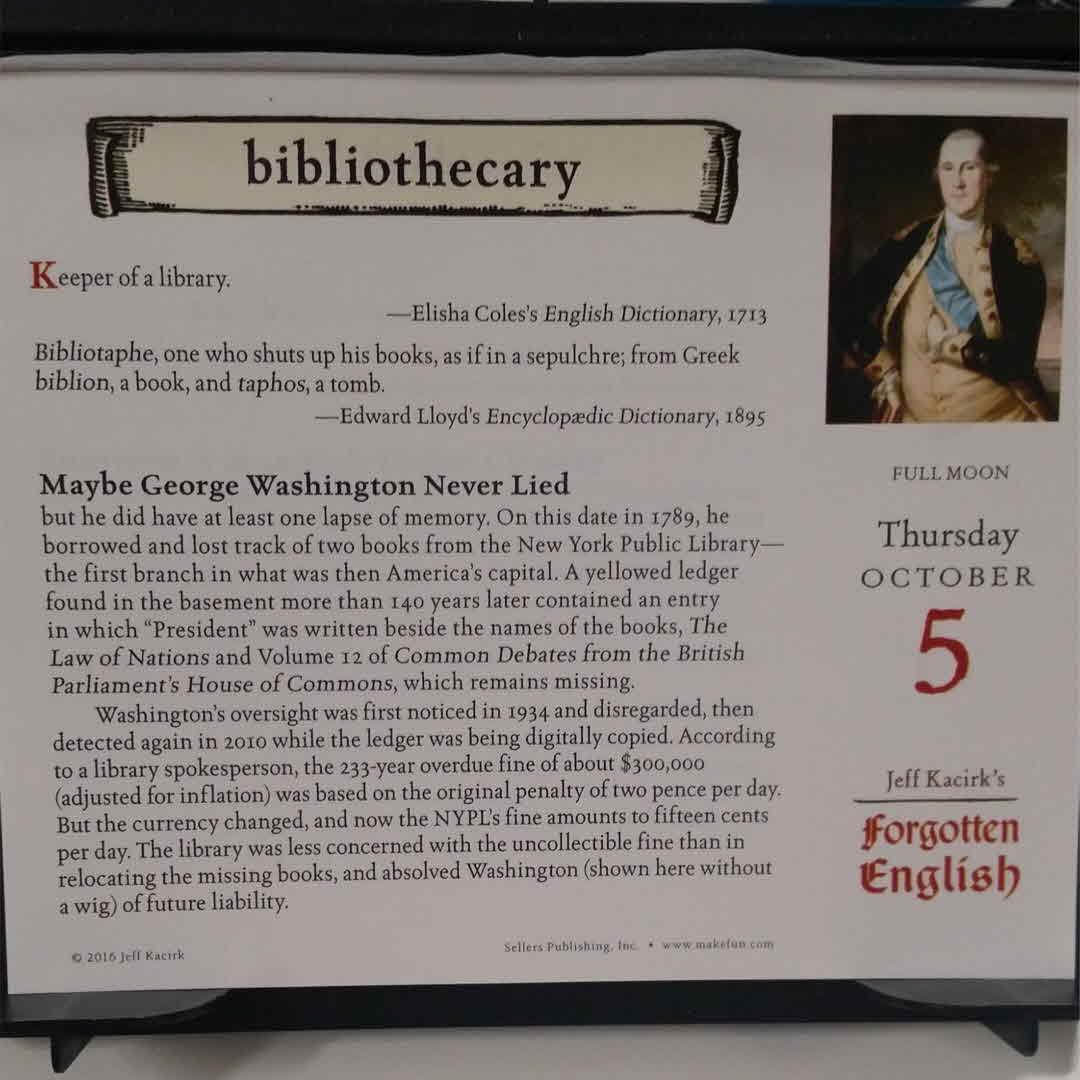 bibliothecary
Keeper of a library.
—Elisha Coles's English Dictionary, 1713
Bibliotaphe, one who shuts up his books, as if in a sepulchre; from Greek
biblion, a book, and taphos, a tomb.
—Edward Lloyd's Encyclopædic Dictionary, 1895
Maybe George Washington Never Lied
but he did have at least one lapse of memory. On this date in 1789, he
borrowed and lost track of two books from the New York Public Library—
the first branch in what was then America's capital. A yellowed ledger
found in the basement more than 140 years later contained an entry
in which “President” was written beside the names of the books, The
Law of Nations and Volume 12 of Common Debates from the British
Parliament's House of Commons, which remains missing.
Washington's oversight was first noticed in 1934 and disregarded, then
detected again in 2010 while the ledger was being digitally copied. According
to a library spokesperson, the 233-year overdue fine of about $300,000
(adjusted for inflation) was based on the original penalty of two pence per day.
But the currency changed, and now the NYPL's fine amounts to fifteen cents
per day. The library was less concerned with the uncollectible fine than in
relocating the missing books, and absolved Washington (shown here without
a wig) of future liability.
© 2016 Jeff Kacirk
Sellers Publishing, Inc. • www.makefun.com
FULL MOON
Thursday
OCTOBER
5
Jeff Kacirk's
Forgotten
English